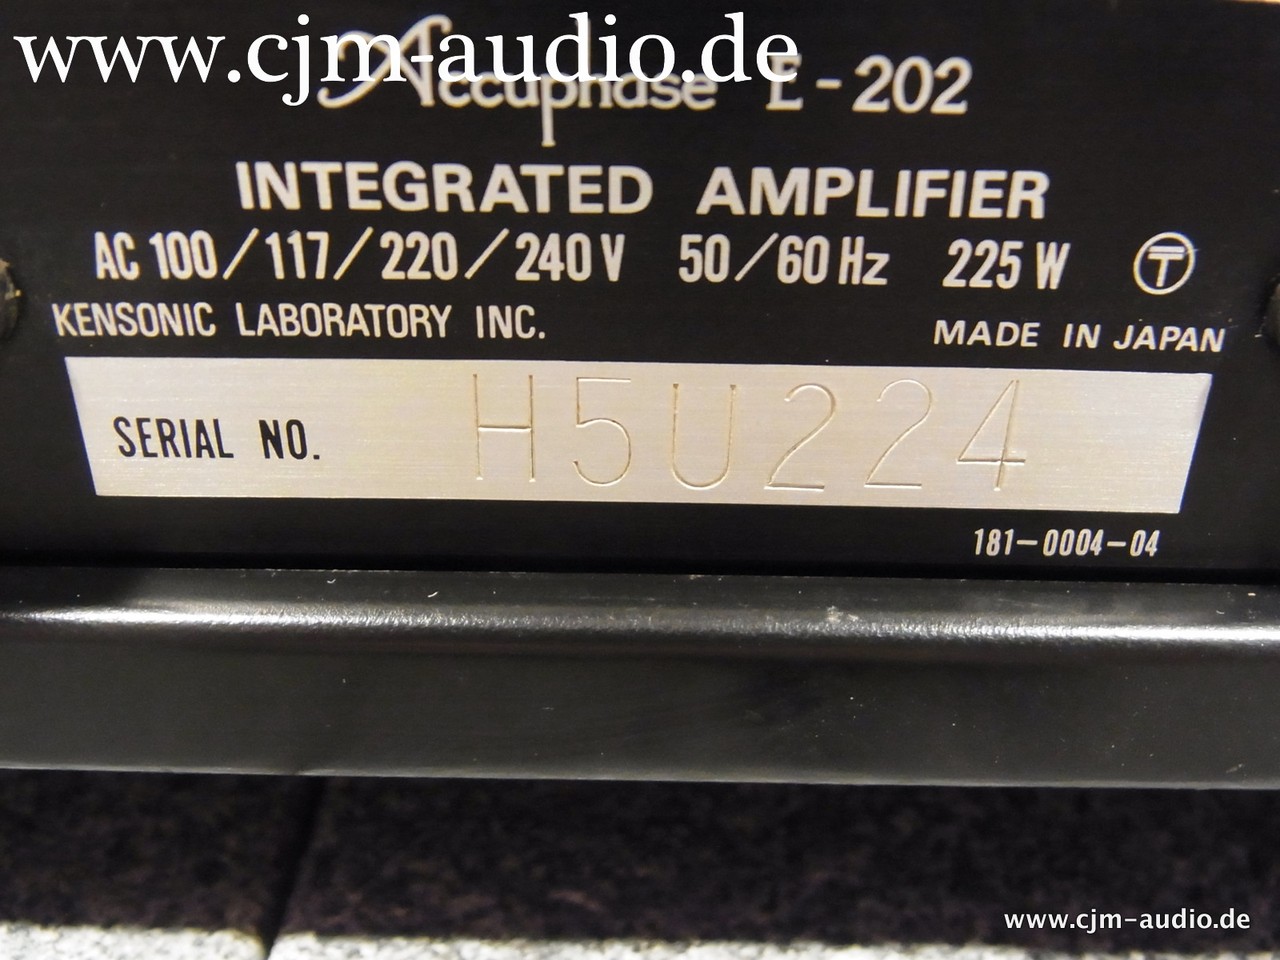 www.cjm-audio.de
Accuphase E-202
INTEGRATED AMPLIFIER
AC 100/117/220/240V 50/60Hz 225W T
KENSONIC LABORATORY INC. MADE IN JAPAN
SERIAL NO. H5U224
181-0004-04
www.cjm-audio.de